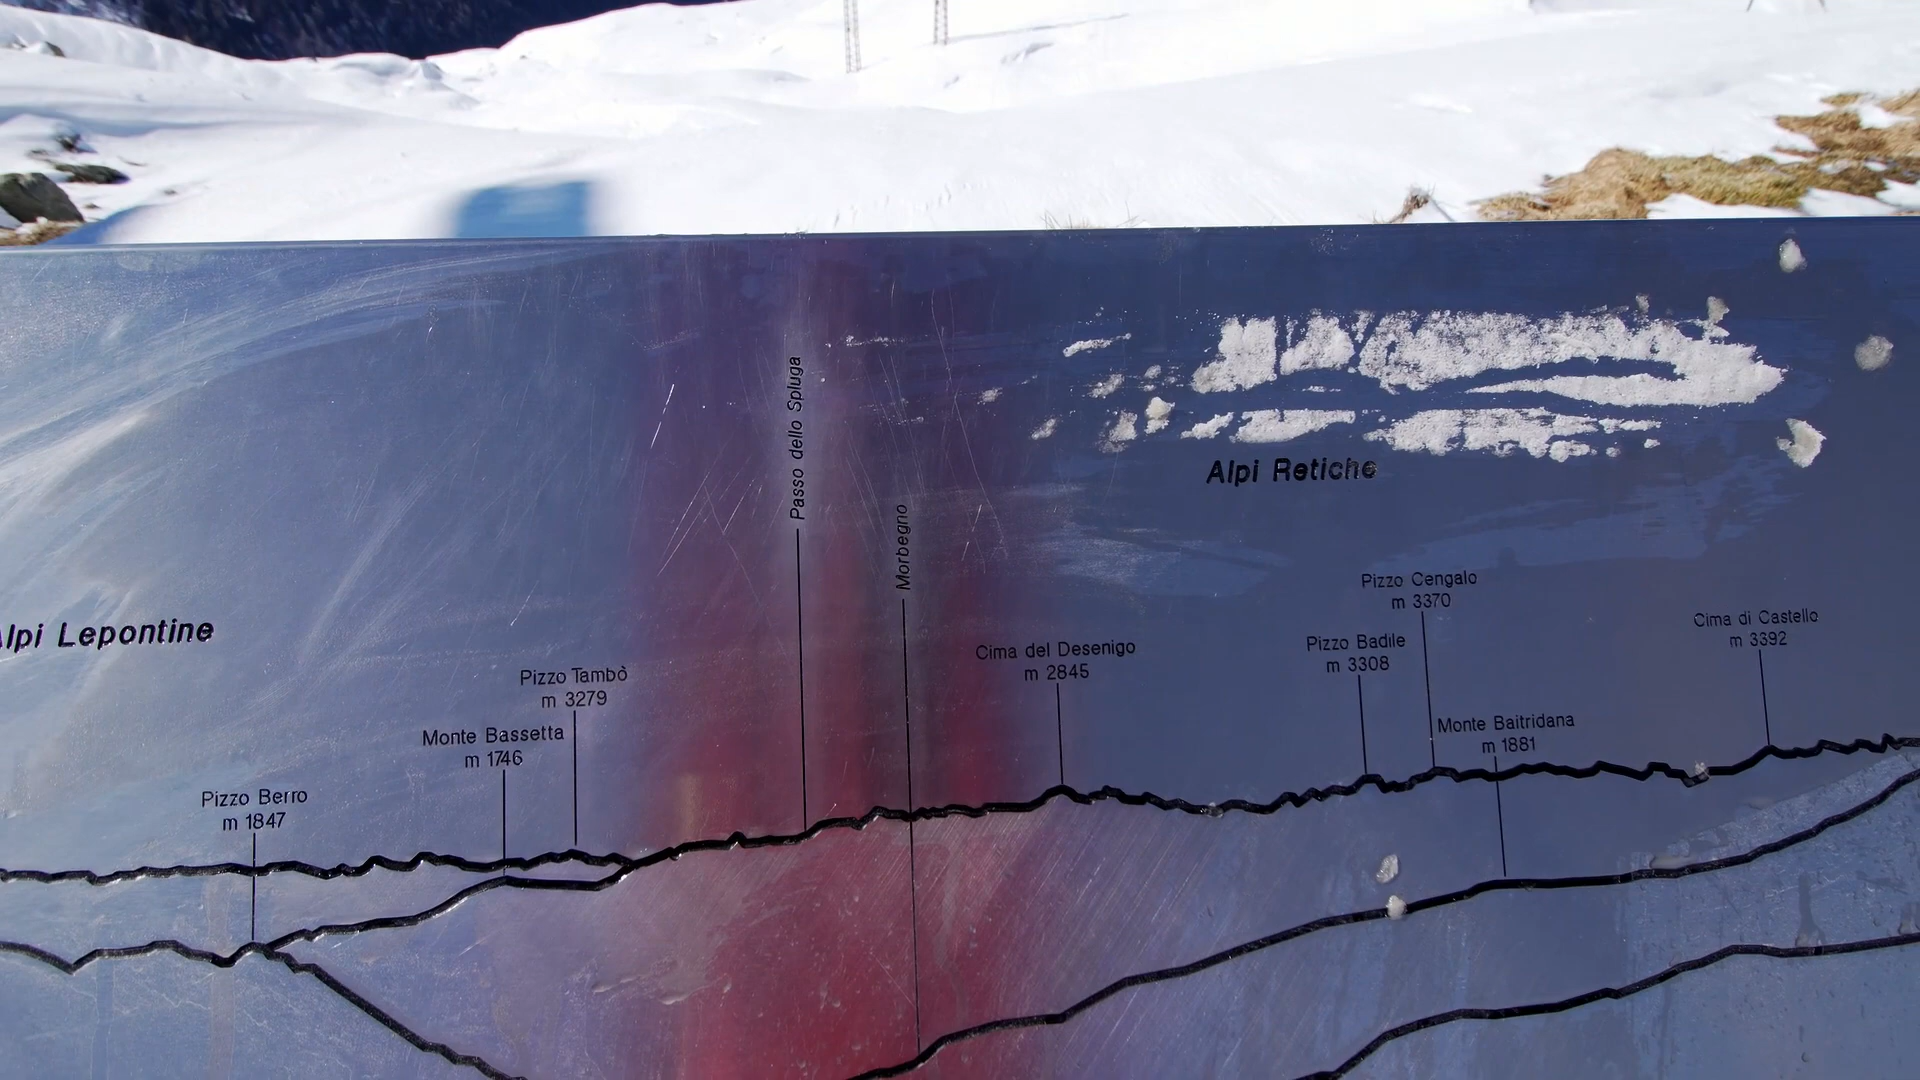 Alpi Lepontine
Pizzo Berro
m 1847
Monte Bassetta
m 1746
Pizzo Tambò
m 3279
Passo dello Spluga
Morbegno
Alpi Retiche
Cima del Desenigo
m 2845
Pizzo Badile
m 3308
Pizzo Cengalo
m 3370
Monte Baitridana
m 1881
Cima di Castello
m 3392